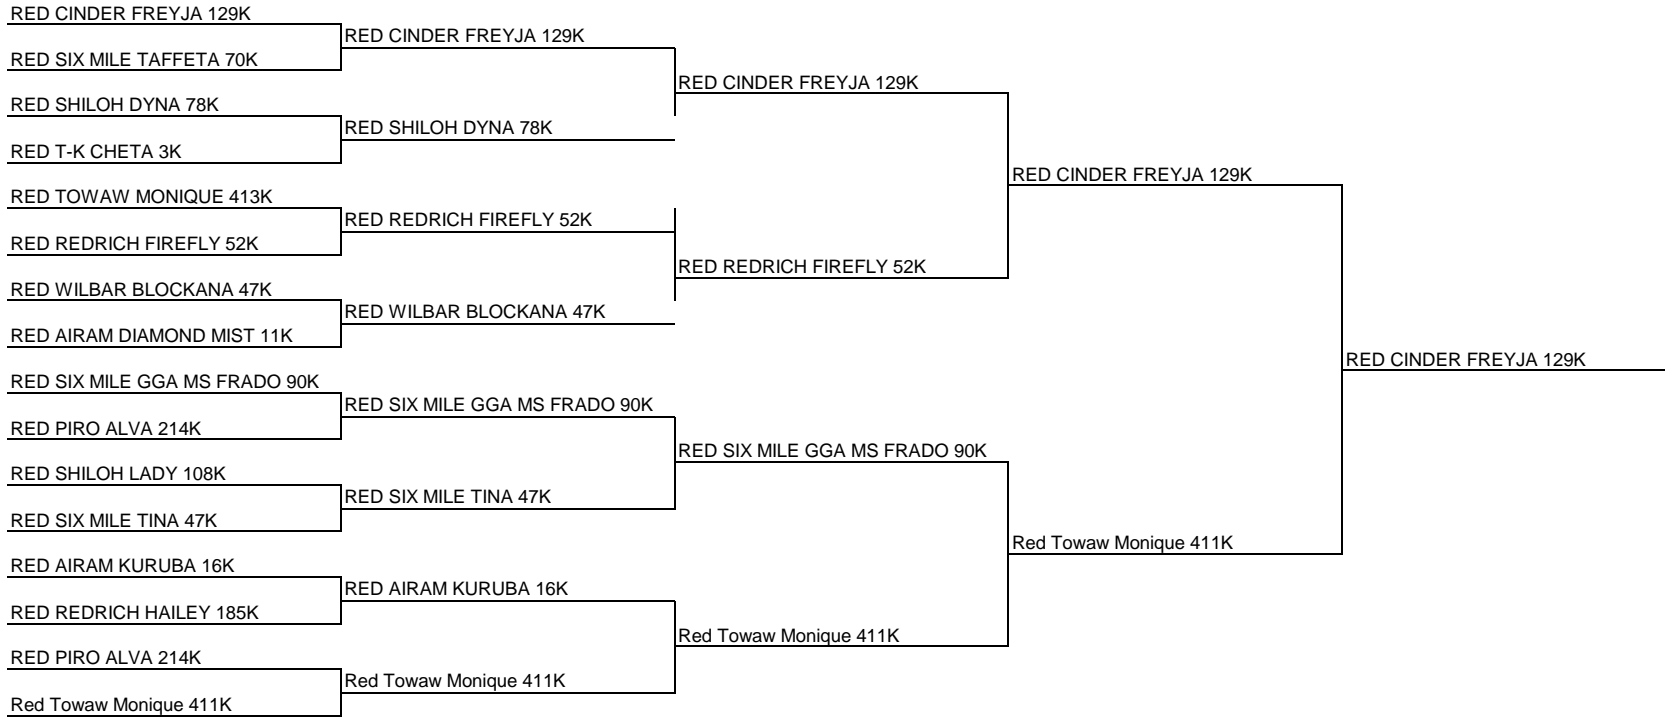 RED CINDER FREYJA 129K
RED SIX MILE TAFFETA 70K
RED SHILOH DYNA 78K
RED T-K CHETA 3K
RED TOWAW MONIQUE 413K
RED REDRICH FIREFLY 52K
RED WILBAR BLOCKANA 47K
RED AIRAM DIAMOND MIST 11K
RED SIX MILE GGA MS FRADO 90K
RED PIRO ALVA 214K
RED SHILOH LADY 108K
RED SIX MILE TINA 47K
RED AIRAM KURUBA 16K
RED REDRICH HAILEY 185K
RED PIRO ALVA 214K
Red Towaw Monique 411K
RED CINDER FREYJA 129K
RED SHILOH DYNA 78K
RED REDRICH FIREFLY 52K
RED WILBAR BLOCKANA 47K
RED SIX MILE GGA MS FRADO 90K
RED SIX MILE TINA 47K
RED AIRAM KURUBA 16K
Red Towaw Monique 411K
RED CINDER FREYJA 129K
RED REDRICH FIREFLY 52K
RED SIX MILE GGA MS FRADO 90K
Red Towaw Monique 411K
RED CINDER FREYJA 129K
Red Towaw Monique 411K
RED CINDER FREYJA 129K